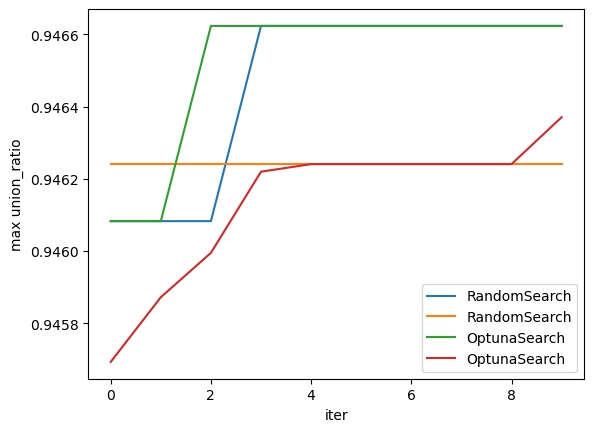 max union_ratio
0.9466
0.9464
0.9462
0.9460
0.9458
0
2
4
6
8
iter
RandomSearch
RandomSearch
OptunaSearch
OptunaSearch